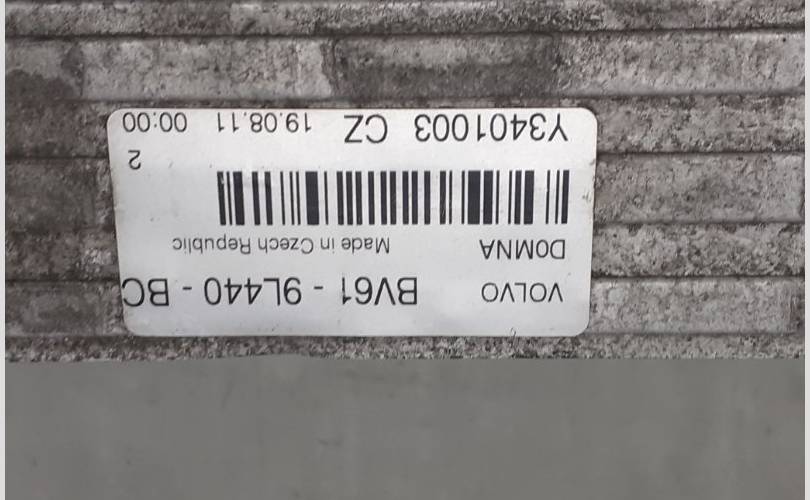 VOLVO BV61 - 9L440 - BC
DOMNA Made in Czech Republic
2
Y3401003 CZ 19.08.11 00:00